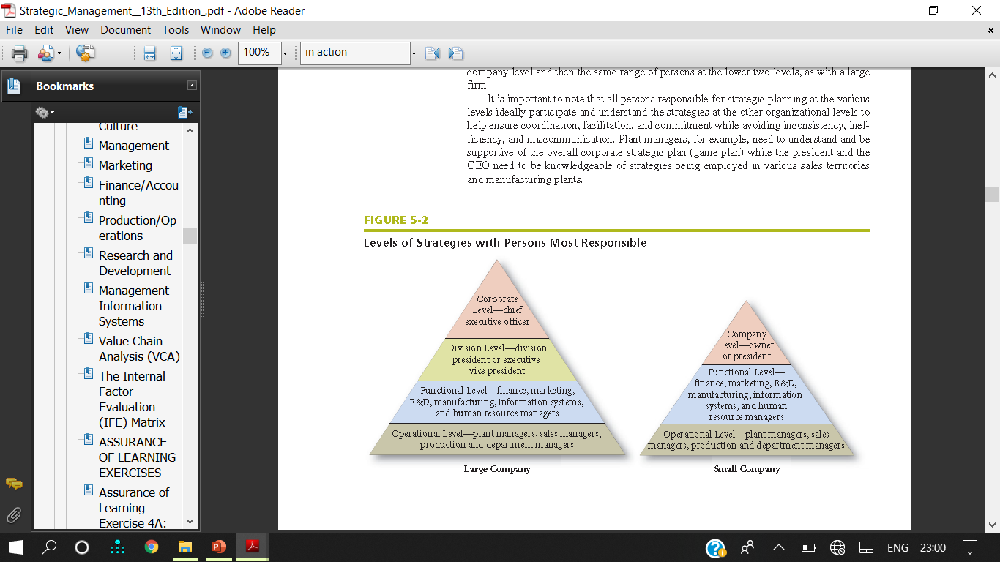 Strategic_Management__13th_Edition_.pdf - Adobe Reader
File Edit View Document Tools Window Help
100%
in action
Bookmarks
Culture
Management
Marketing
Finance/Accou
nting
Production/Op
erations
Research and
Development
Management
Information
Systems
Value Chain
Analysis (VCA)
The Internal
Factor
Evaluation
(IFE) Matrix
ASSURANCE
OF LEARNING
EXERCISES
Assurance of
Learning
Exercise 4A:
company level and then the same range of persons at the lower two levels, as with a large
firm.
It is important to note that all persons responsible for strategic planning at the various
levels ideally participate and understand the strategies at the other organizational levels to
help ensure coordination, facilitation, and commitment while avoiding inconsistency, inef-
ficiency, and miscommunication. Plant managers, for example, need to understand and be
supportive of the overall corporate strategic plan (game plan) while the president and the
CEO need to be knowledgeable of strategies being employed in various sales territories
and manufacturing plants.
FIGURE 5-2
Levels of Strategies with Persons Most Responsible
Corporate
Level—chief
executive officer
Division Level—division
president or executive
vice president
Functional Level—finance, marketing,
R&D, manufacturing, information systems,
and human resource managers
Operational Level—plant managers, sales managers,
production and department managers
Large Company
Company
Level—owner
or president
Functional Level—
finance, marketing, R&D,
manufacturing, information
systems, and human
resource managers
Operational Level—plant managers, sales
managers, production and department managers
Small Company
ENG 23:00